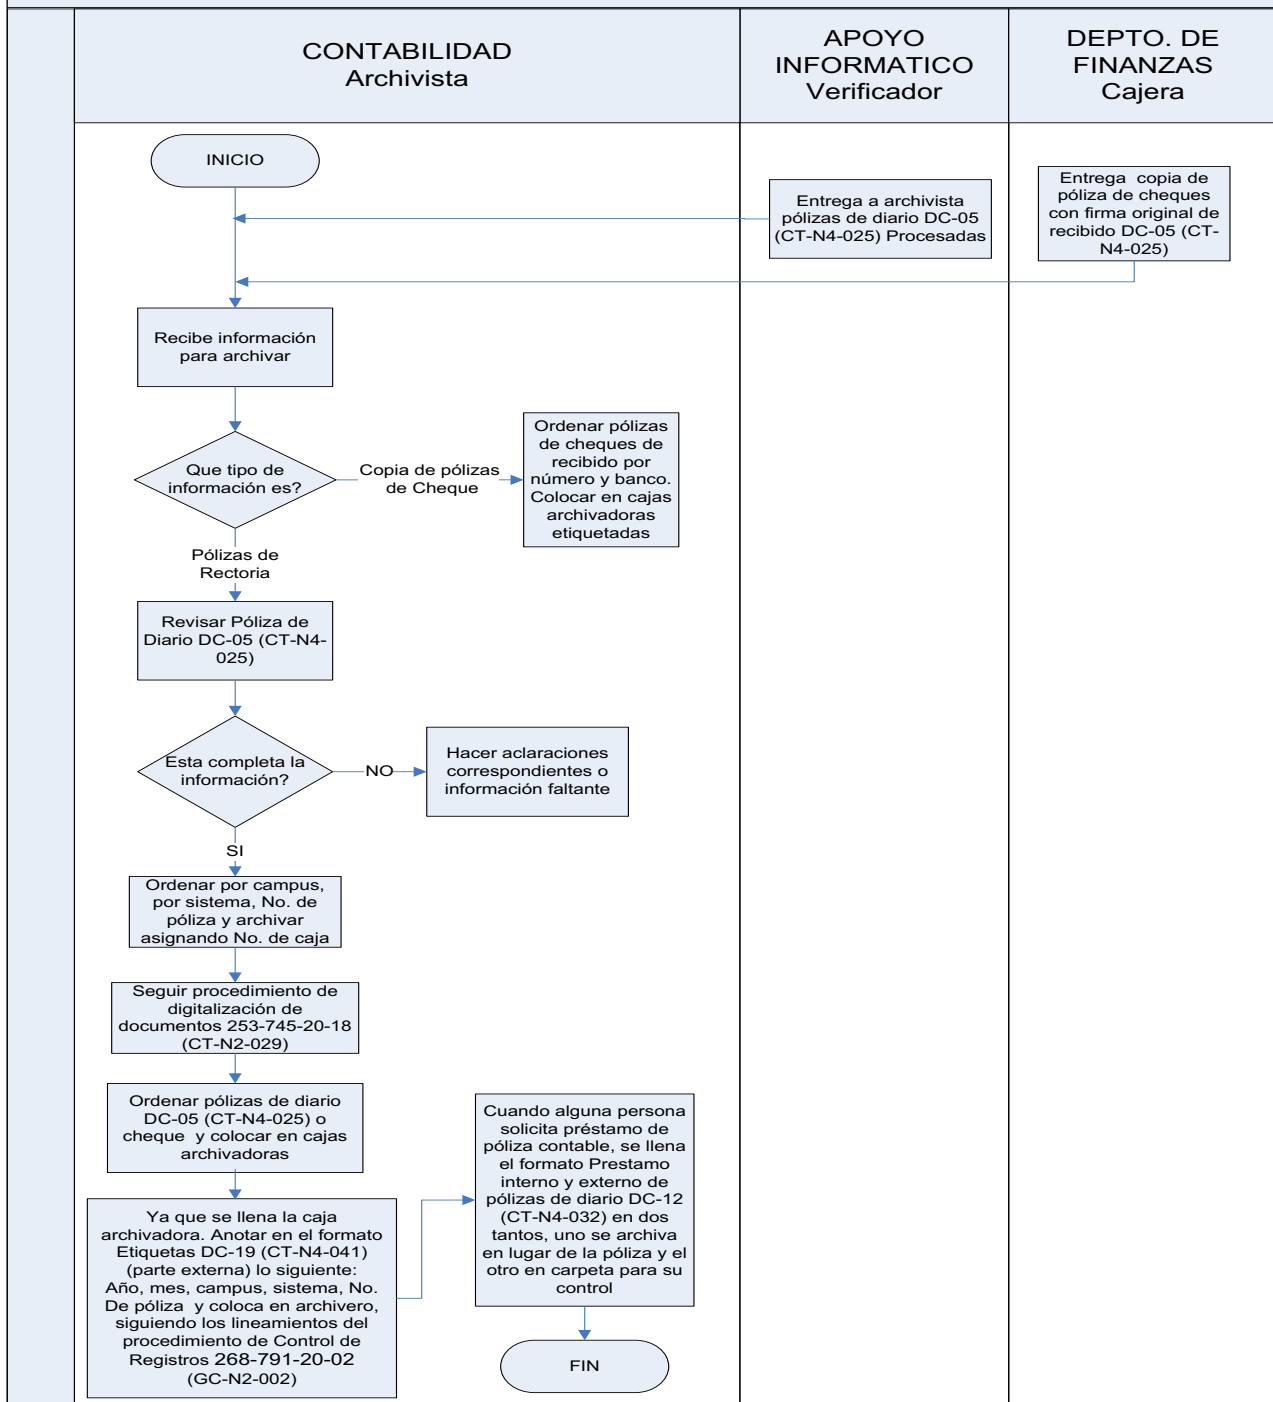 CONTABILIDAD
Archivista
APOYO
INFORMATICO
Verificador
DEPTO. DE
FINANZAS
Cajera
INICIO
Entrega a archivista
pólizas de diario DC-05
(CT-N4-025) Procesadas
Entrega copia de
póliza de cheques
con firma original de
recibido DC-05 (CT-
N4-025)
Recibe información
para archivar
Que tipo de
información es?
Copia de pólizas
de Cheque
Ordenar pólizas
de cheques de
recibido por
número y banco.
Colocar en cajas
archivadoras
etiquetadas
Pólizas de
Rectoria
Revisar Póliza de
Diario DC-05 (CT-N4-
025)
Esta completa la
información?
NO
Hacer aclaraciones
correspondientes o
información faltante
SI
Ordenar por campus,
por sistema, No. de
póliza y archivar
asignando No. de caja
Seguir procedimiento de
digitalización de
documentos 253-745-20-18
(CT-N2-029)
Ordenar pólizas de diario
DC-05 (CT-N4-025) o
cheque y colocar en cajas
archivadoras
Ya que se llena la caja
archivadora. Anotar en el formato
Etiquetas DC-19 (CT-N4-041)
(parte externa) lo siguiente:
Año, mes, campus, sistema, No.
De póliza y coloca en archivero,
siguiendo los lineamientos del
procedimiento de Control de
Registros 268-791-20-02
(GC-N2-002)
Cuando alguna persona
solicita préstamo de
póliza contable, se llena
el formato Prestamo
interno y externo de
pólizas de diario DC-12
(CT-N4-032) en dos
tantos, uno se archiva
en lugar de la póliza y el
otro en carpeta para su
control
FIN